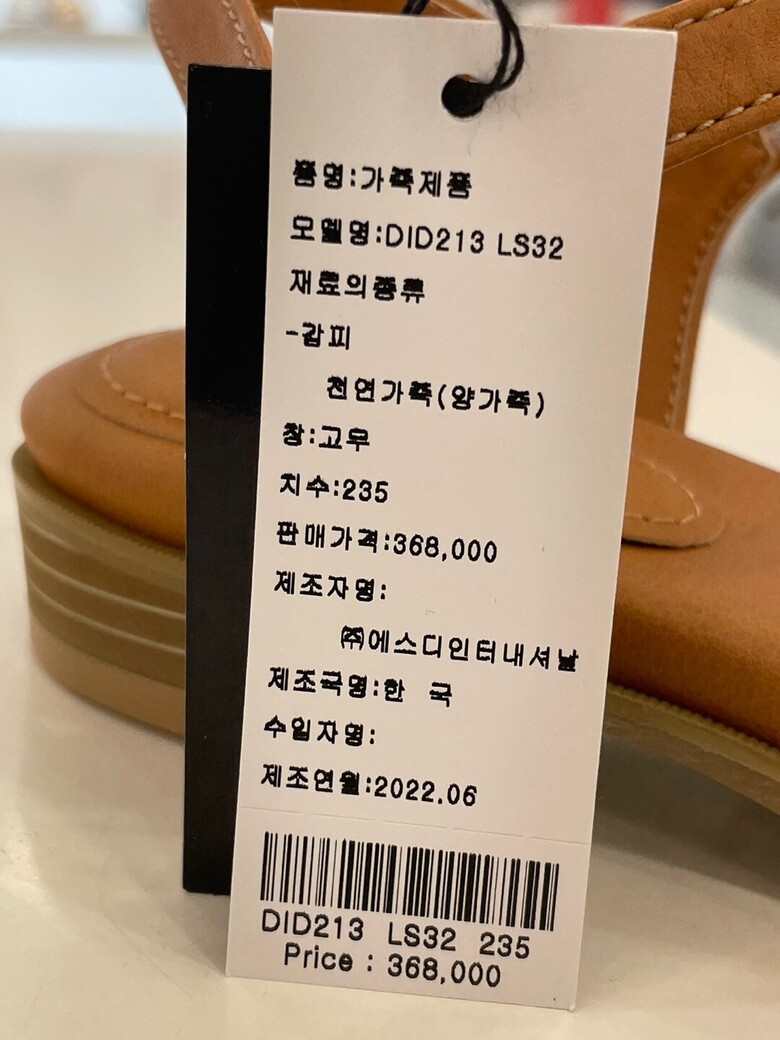 품명:가죽제품
모델명:DID213 LS32
재료의종류
-갑피
천연가죽(양가죽)
창:고무
치수:235
판매가격:368,000
제조자명:
㈜에스디인터내셔날
제조국명:한 국
수입자명:
제조연월:2022.06
DID213 LS32 235
Price : 368,000